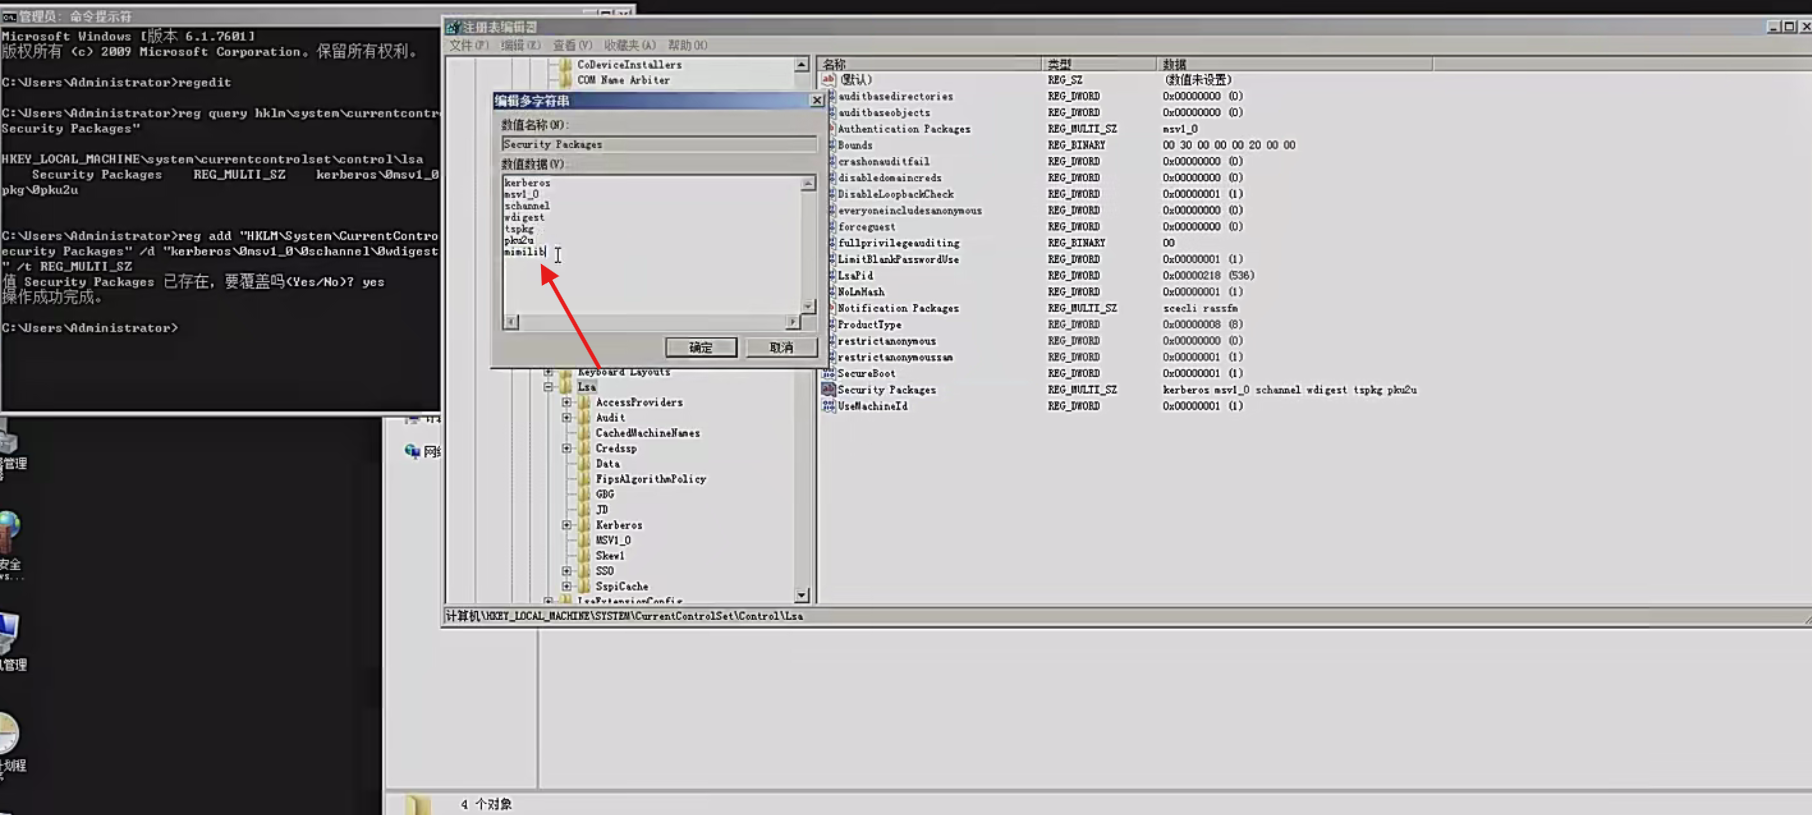 管理员: 命令提示符
Microsoft Windows [版本 6.1.7601]
版权所有 (c) 2009 Microsoft Corporation。保留所有权利。
C:\Users\Administrator>regedit
C:\Users\Administrator>reg query hklm\system\currentcontr
Security Packages"
HKEY_LOCAL_MACHINE\system\currentcontrolset\control\lsa
Security Packages    REG_MULTI_SZ    kerberos\0msv1_0
pkg\0pku2u
C:\Users\Administrator>reg add "HKLM\System\CurrentContro
ecurity Packages" /d "kerberos\0msv1_0\0schannel\0wdigest
" /t REG_MULTI_SZ
值 Security Packages 已存在，要覆盖吗(Yes/No)? yes
操作成功完成。
C:\Users\Administrator>
注册表编辑器
文件(F) 编辑(E) 查看(V) 收藏夹(A) 帮助(H)
CoDeviceInstallers
COM Name Arbiter
编辑多字符串
数值名称(N):
Security Packages
数值数据(V):
kerberos
msv1_0
schannel
wdigest
tspkg
pku2u
mimilib
确定 取消
Keyboard Layouts
Lsa
AccessProviders
Audit
CachedMachineNames
Credssp
Data
FipsAlgorithmPolicy
GBG
JD
Kerberos
MSV1_0
Skew1
SSO
SspiCache
LsaExtensionConfig
名称 类型 数据
(默认) REG_SZ (数值未设置)
auditbasedirectories REG_DWORD 0x00000000 (0)
auditbaseobjects REG_DWORD 0x00000000 (0)
Authentication Packages REG_MULTI_SZ msv1_0
Bounds REG_BINARY 00 30 00 00 00 20 00 00
crashonauditfail REG_DWORD 0x00000000 (0)
disabledomaincreds REG_DWORD 0x00000000 (0)
DisableLoopbackCheck REG_DWORD 0x00000001 (1)
everyoneincludesanonymous REG_DWORD 0x00000000 (0)
forceguest REG_DWORD 0x00000000 (0)
fullprivilegeauditing REG_BINARY 00
LimitBlankPasswordUse REG_DWORD 0x00000001 (1)
LsaPid REG_DWORD 0x00000218 (536)
NoLmHash REG_DWORD 0x00000001 (1)
Notification Packages REG_MULTI_SZ scecli rassfm
ProductType REG_DWORD 0x00000008 (8)
restrictanonymous REG_DWORD 0x00000000 (0)
restrictanonymoussam REG_DWORD 0x00000001 (1)
SecureBoot REG_DWORD 0x00000001 (1)
Security Packages REG_MULTI_SZ kerberos msv1_0 schannel wdigest tspkg pku2u
UseMachineId REG_DWORD 0x00000001 (1)
计算机\HKEY_LOCAL_MACHINE\SYSTEM\CurrentControlSet\Control\Lsa
网络
管理
安全
管理
计划程
4 个对象